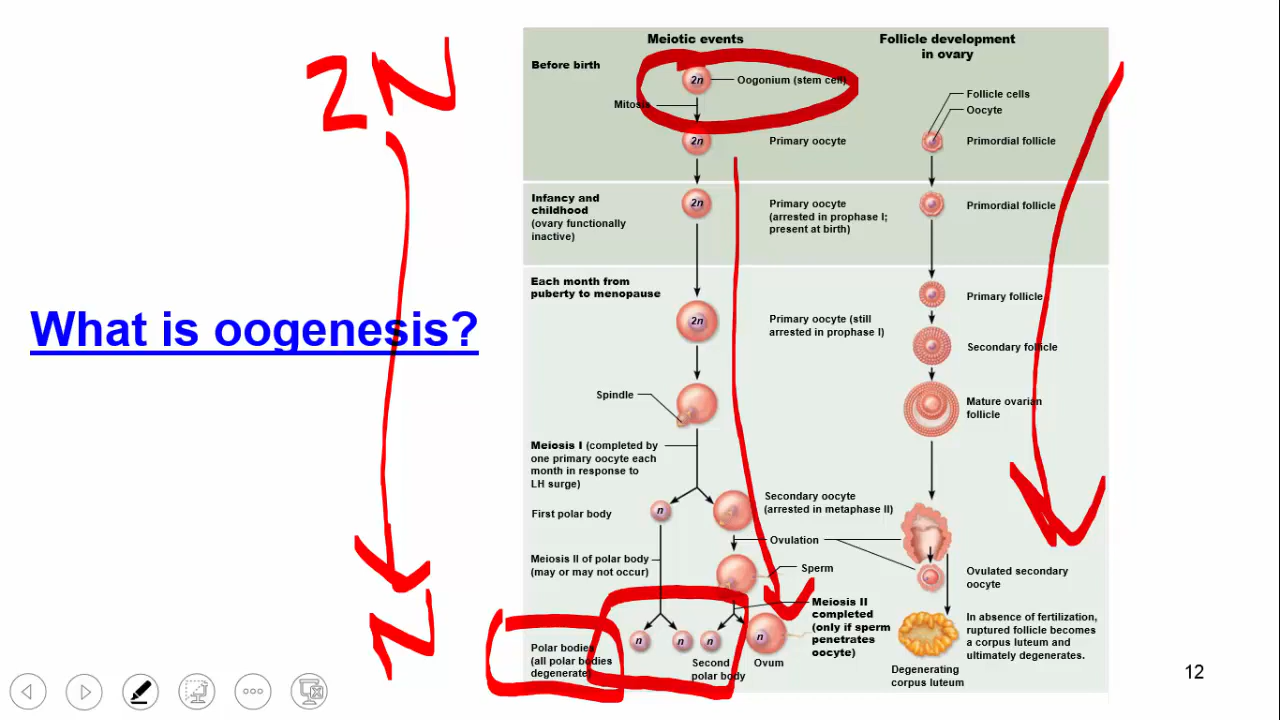 2N
N
What is oogenesis?
Meiotic events
Follicle development
in ovary
Before birth
2n
Oogonium (stem cell)
Mitosis
Follicle cells
Oocyte
2n
Primary oocyte
Primordial follicle
Infancy and
childhood
(ovary functionally
inactive)
2n
Primary oocyte
(arrested in prophase I;
present at birth)
Primordial follicle
Each month from
puberty to menopause
2n
Primary oocyte (still
arrested in prophase I)
Primary follicle
Secondary follicle
Spindle
Mature ovarian
follicle
Meiosis I (completed by
one primary oocyte each
month in response to
LH surge)
Secondary oocyte
(arrested in metaphase II)
First polar body
n
n
Ovulation
Meiosis II of polar body
(may or may not occur)
Sperm
Ovulated secondary
oocyte
Meiosis II
completed
(only if sperm
penetrates
oocyte)
n
n
n
n
Polar bodies
(all polar bodies
degenerate)
Second
polar body
Ovum
In absence of fertilization,
ruptured follicle becomes
a corpus luteum and
ultimately degenerates.
Degenerating
corpus luteum
12